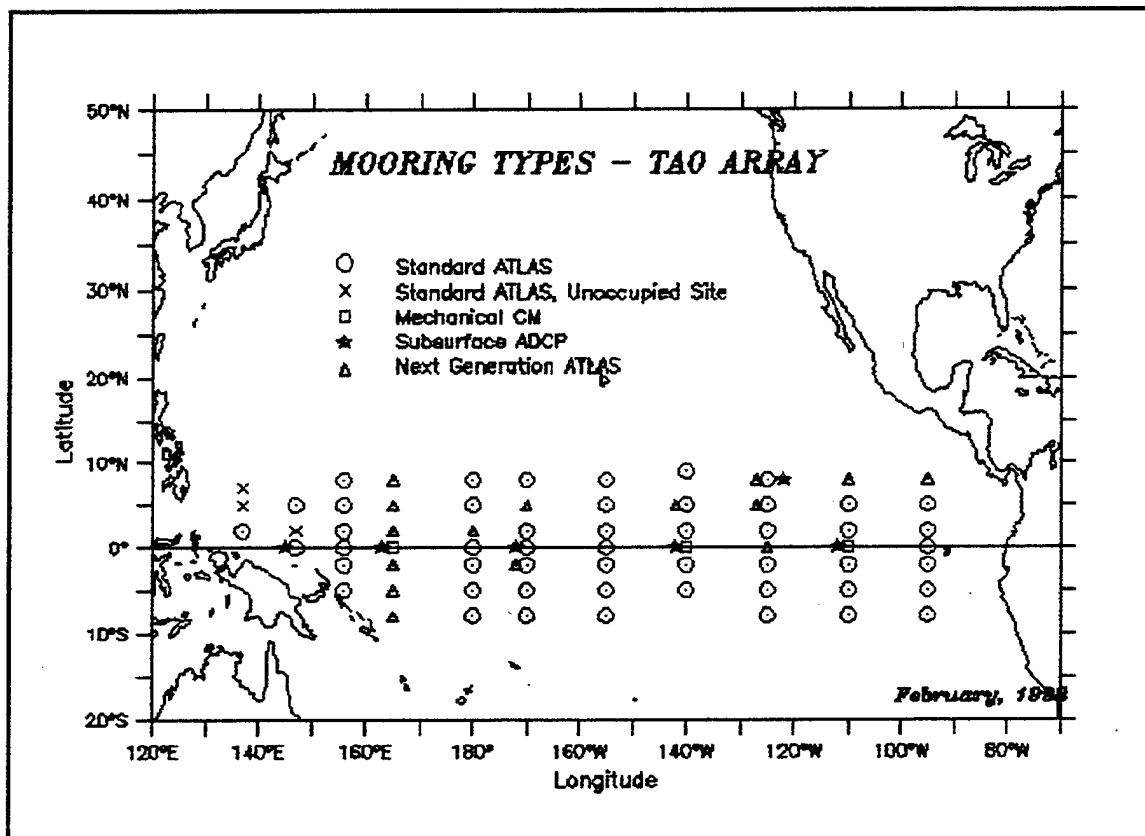 MOORING TYPES - TAO ARRAY
Standard ATLAS
Standard ATLAS, Unoccupied Site
Mechanical CM
Subsurface ADCP
Next Generation ATLAS
50°N
40°N
30°N
20°N
10°N
0°
10°S
20°S
Latitude
February,
120°E 140°E 160°E 180° 160°W 140°W 120°W 100°W 80°W
Longitude